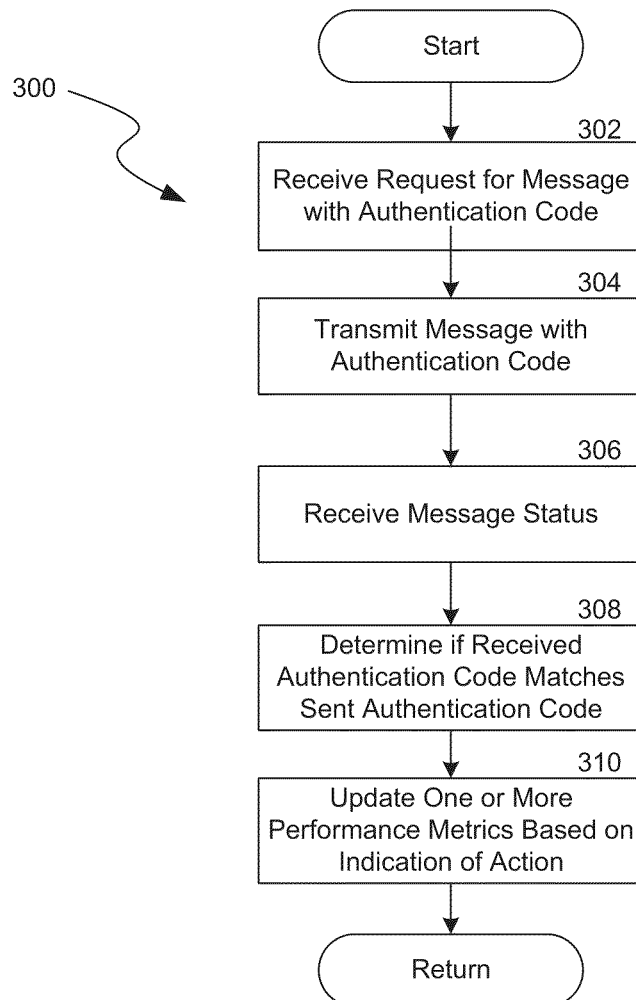 Start
300
302
Receive Request for Message
with Authentication Code
304
Transmit Message with
Authentication Code
306
Receive Message Status
308
Determine if Received
Authentication Code Matches
Sent Authentication Code
310
Update One or More
Performance Metrics Based on
Indication of Action
Return